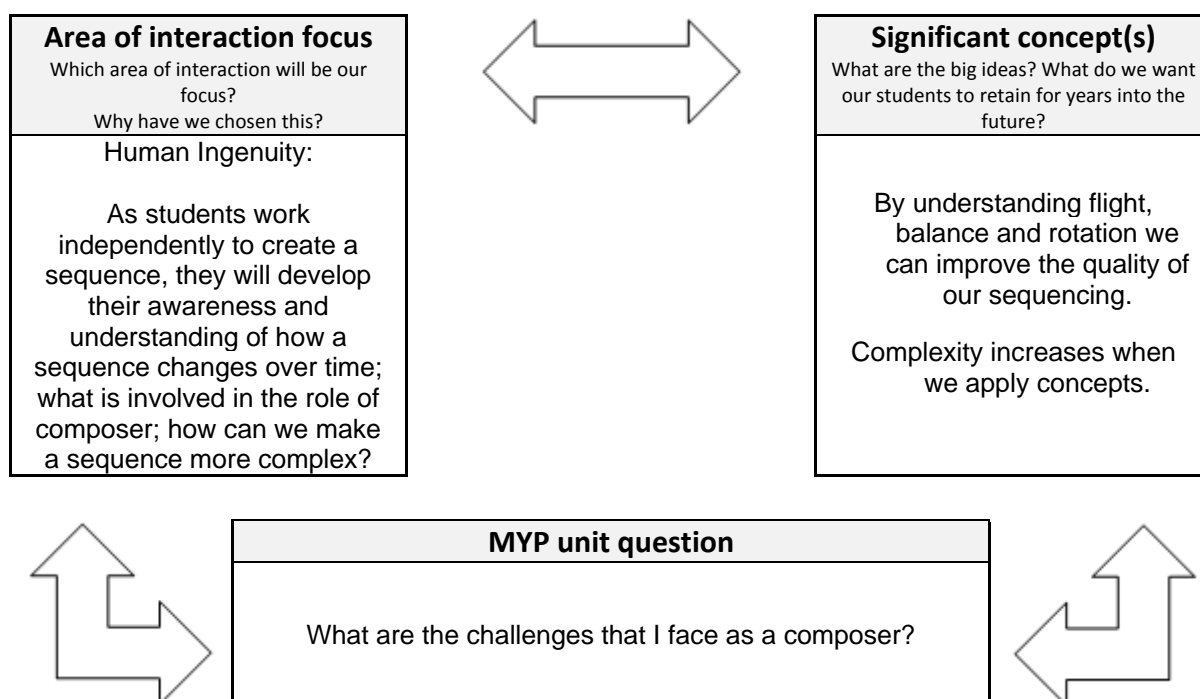 Area of interaction focus
Which area of interaction will be our
focus?
Why have we chosen this?
Human Ingenuity:
As students work
independently to create a
sequence, they will develop
their awareness and
understanding of how a
sequence changes over time;
what is involved in the role of
composer; how can we make
a sequence more complex?
Significant concept(s)
What are the big ideas? What do we want
our students to retain for years into the
future?
By understanding flight,
balance and rotation we
can improve the quality of
our sequencing.
Complexity increases when
we apply concepts.
MYP unit question
What are the challenges that I face as a composer?